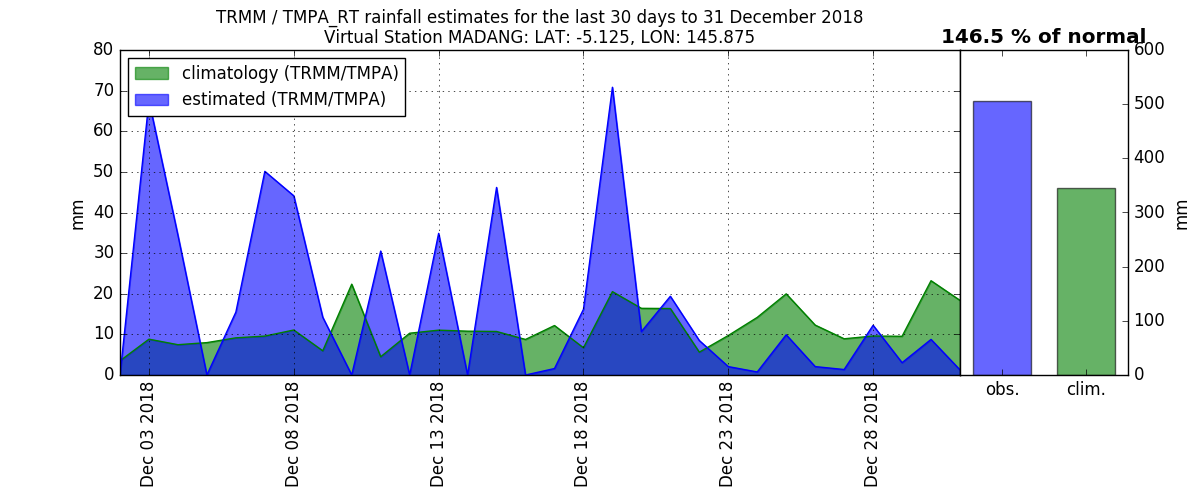 TRMM / TMPA_RT rainfall estimates for the last 30 days to 31 December 2018
Virtual Station MADANG: LAT: -5.125, LON: 145.875
146.5 % of normal
climatology (TRMM/TMPA)
estimated (TRMM/TMPA)
80
70
60
50
40
30
20
10
0
mm
Dec 03 2018
Dec 08 2018
Dec 13 2018
Dec 18 2018
Dec 23 2018
Dec 28 2018
obs.
clim.
600
500
400
300
200
100
0
mm